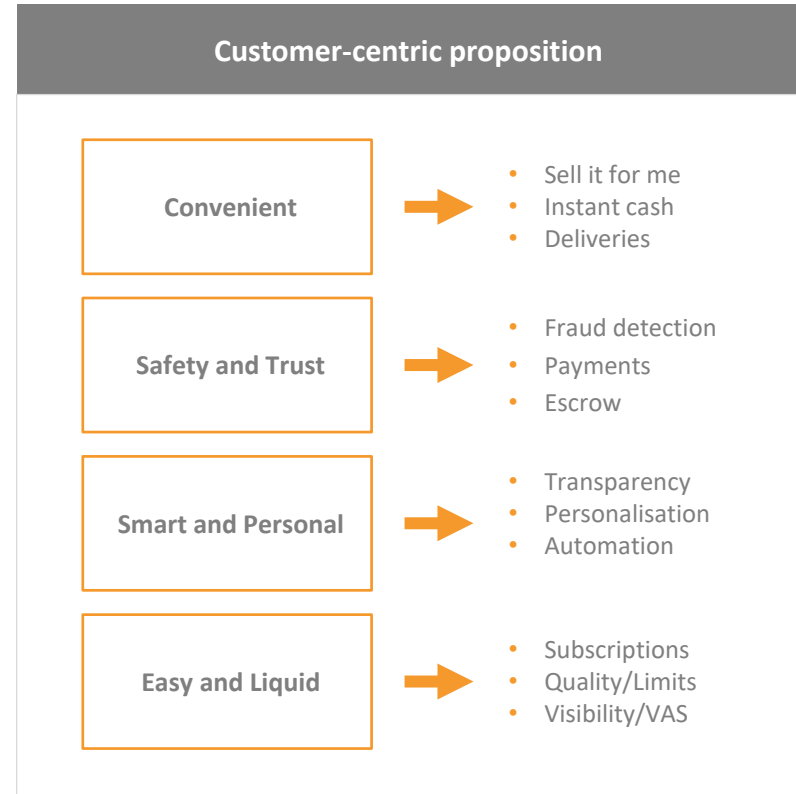 Customer-centric proposition
Convenient
• Sell it for me
• Instant cash
• Deliveries
Safety and Trust
• Fraud detection
• Payments
• Escrow
Smart and Personal
• Transparency
• Personalisation
• Automation
Easy and Liquid
• Subscriptions
• Quality/Limits
• Visibility/VAS